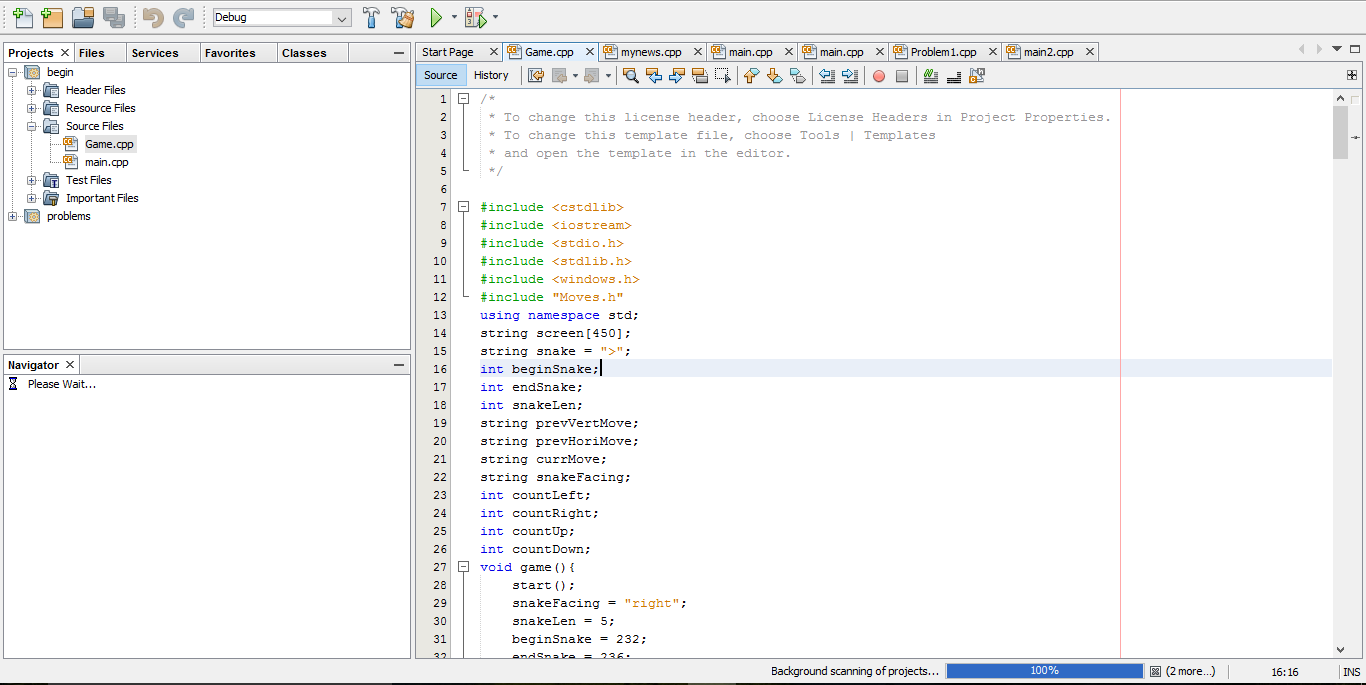 Debug
Projects Files Services Favorites Classes
begin
Header Files
Resource Files
Source Files
Game.cpp
main.cpp
Test Files
Important Files
problems
Navigator
Please Wait...
Start Page Game.cpp mynews.cpp main.cpp main.cpp Problem1.cpp main2.cpp
Source History
1 /*
2 * To change this license header, choose License Headers in Project Properties.
3 * To change this template file, choose Tools | Templates
4 * and open the template in the editor.
5 */
6
7 #include <cstdlib>
8 #include <iostream>
9 #include <stdio.h>
10 #include <stdlib.h>
11 #include <windows.h>
12 #include "Moves.h"
13 using namespace std;
14 string screen[450];
15 string snake = ">";
16 int beginSnake;
17 int endSnake;
18 int snakeLen;
19 string prevVertMove;
20 string prevHoriMove;
21 string currMove;
22 string snakeFacing;
23 int countLeft;
24 int countRight;
25 int countUp;
26 int countDown;
27 void game(){
28 start();
29 snakeFacing = "right";
30 snakeLen = 5;
31 beginSnake = 232;
32 endSnake = 236;
Background scanning of projects... 100% (2 more...) 16:16 INS